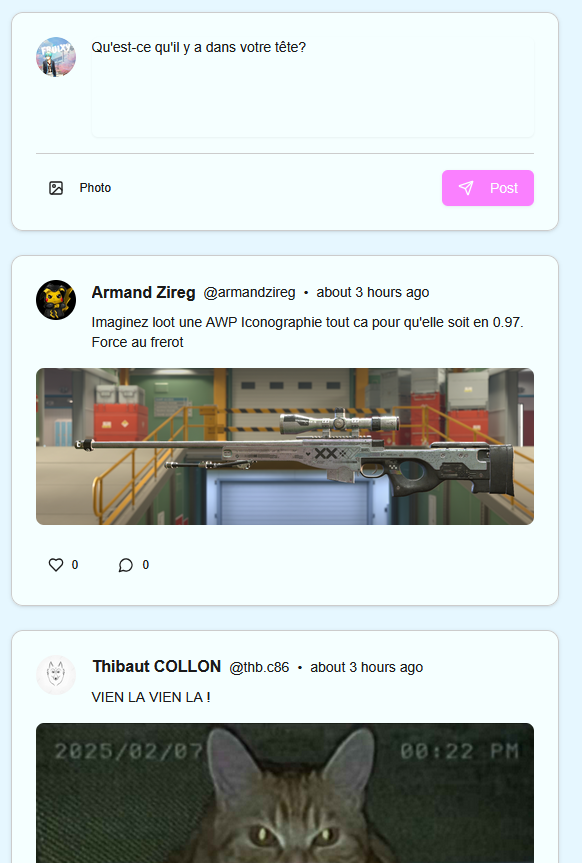 FRUIXY
Qu'est-ce qu'il y a dans votre tête?
Photo
Post
Armand Zireg @armandzireg • about 3 hours ago
Imaginez loot une AWP Iconographie tout ca pour qu'elle soit en 0.97.
Force au frerot
XX
0
0
Thibaut COLLON @thb.c86 • about 3 hours ago
VIEN LA VIEN LA !
2025/02/07
00:22 PM